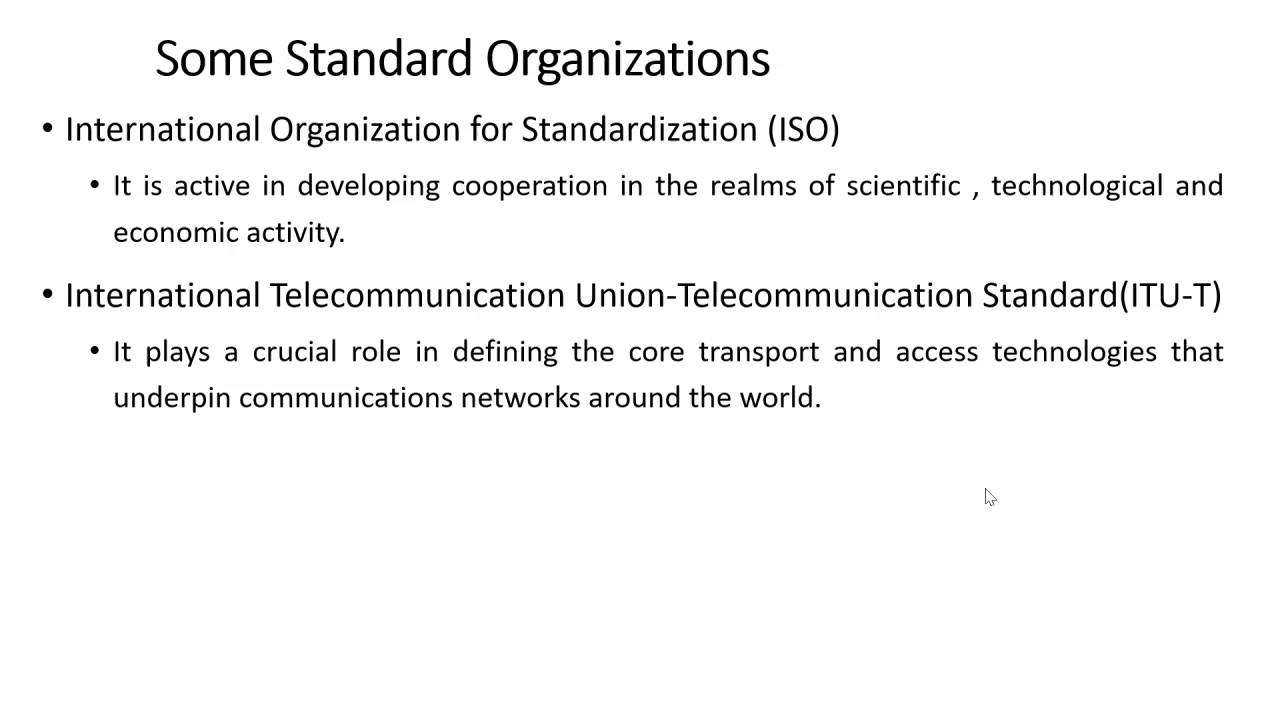 Some Standard Organizations
• International Organization for Standardization (ISO)
• It is active in developing cooperation in the realms of scientific , technological and
economic activity.
• International Telecommunication Union-Telecommunication Standard(ITU-T)
• It plays a crucial role in defining the core transport and access technologies that
underpin communications networks around the world.